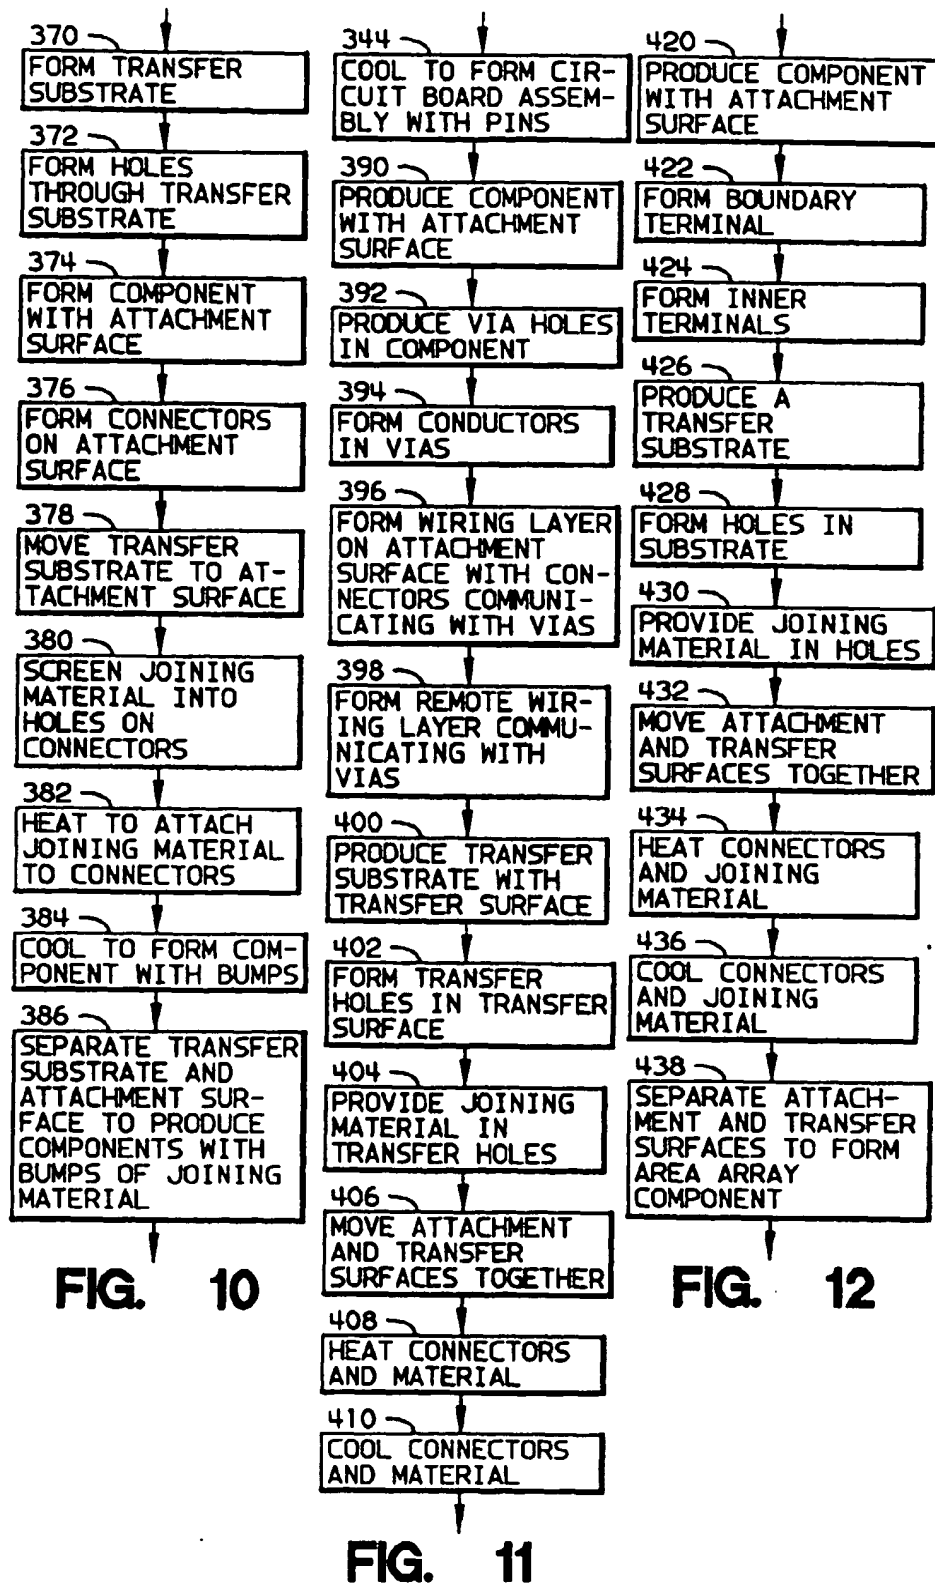 370
FORM TRANSFER
SUBSTRATE
372
FORM HOLES
THROUGH TRANSFER
SUBSTRATE
374
FORM COMPONENT
WITH ATTACHMENT
SURFACE
376
FORM CONNECTORS
ON ATTACHMENT
SURFACE
378
MOVE TRANSFER
SUBSTRATE TO AT-
TACHMENT SURFACE
380
SCREEN JOINING
MATERIAL INTO
HOLES ON
CONNECTORS
382
HEAT TO ATTACH
JOINING MATERIAL
TO CONNECTORS
384
COOL TO FORM COM-
PONENT WITH BUMPS
386
SEPARATE TRANSFER
SUBSTRATE AND
ATTACHMENT SUR-
FACE TO PRODUCE
COMPONENTS WITH
BUMPS OF JOINING
MATERIAL
FIG. 10
344
COOL TO FORM CIR-
CUIT BOARD ASSEM-
BLY WITH PINS
390
PRODUCE COMPONENT
WITH ATTACHMENT
SURFACE
392
PRODUCE VIA HOLES
IN COMPONENT
394
FORM CONDUCTORS
IN VIAS
396
FORM WIRING LAYER
ON ATTACHMENT
SURFACE WITH CON-
NECTORS COMMUNI-
CATING WITH VIAS
398
FORM REMOTE WIR-
ING LAYER COMMU-
NICATING WITH
VIAS
400
PRODUCE TRANSFER
SUBSTRATE WITH
TRANSFER SURFACE
402
FORM TRANSFER
HOLES IN TRANSFER
SURFACE
404
PROVIDE JOINING
MATERIAL IN
TRANSFER HOLES
406
MOVE ATTACHMENT
AND TRANSFER
SURFACES TOGETHER
408
HEAT CONNECTORS
AND MATERIAL
410
COOL CONNECTORS
AND MATERIAL
FIG. 11
420
PRODUCE COMPONENT
WITH ATTACHMENT
SURFACE
422
FORM BOUNDARY
TERMINAL
424
FORM INNER
TERMINALS
426
PRODUCE A
TRANSFER
SUBSTRATE
428
FORM HOLES IN
SUBSTRATE
430
PROVIDE JOINING
MATERIAL IN HOLES
432
MOVE ATTACHMENT
AND TRANSFER
SURFACES TOGETHER
434
HEAT CONNECTORS
AND JOINING
MATERIAL
436
COOL CONNECTORS
AND JOINING
MATERIAL
438
SEPARATE ATTACH-
MENT AND TRANSFER
SURFACES TO FORM
AREA ARRAY
COMPONENT
FIG. 12